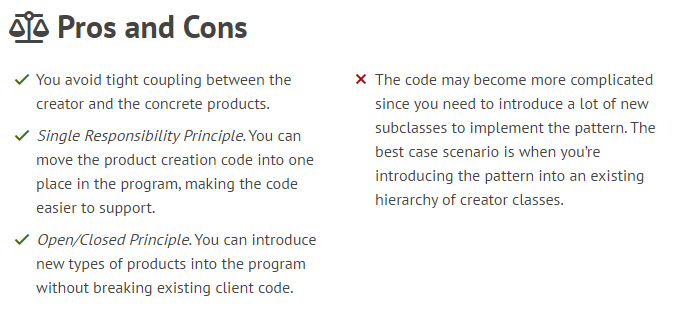 Pros and Cons
You avoid tight coupling between the
creator and the concrete products.
Single Responsibility Principle. You can
move the product creation code into one
place in the program, making the code
easier to support.
Open/Closed Principle. You can introduce
new types of products into the program
without breaking existing client code.
The code may become more complicated
since you need to introduce a lot of new
subclasses to implement the pattern. The
best case scenario is when you’re
introducing the pattern into an existing
hierarchy of creator classes.